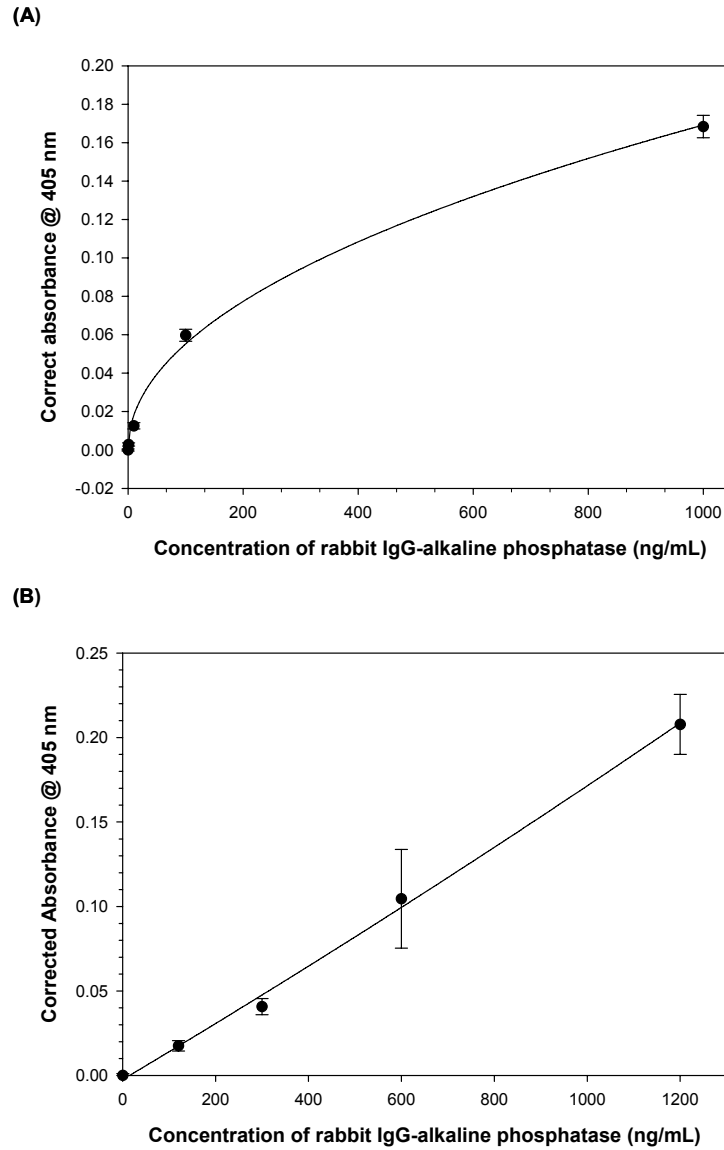 (A)
0.20
0.18
0.16
0.14
0.12
0.10
0.08
0.06
0.04
0.02
0.00
-0.02
Correct absorbance @ 405 nm
0 200 400 600 800 1000
Concentration of rabbit IgG-alkaline phosphatase (ng/mL)
(B)
0.25
0.20
0.15
0.10
0.05
0.00
Corrected Absorbance @ 405 nm
0 200 400 600 800 1000 1200
Concentration of rabbit IgG-alkaline phosphatase (ng/mL)